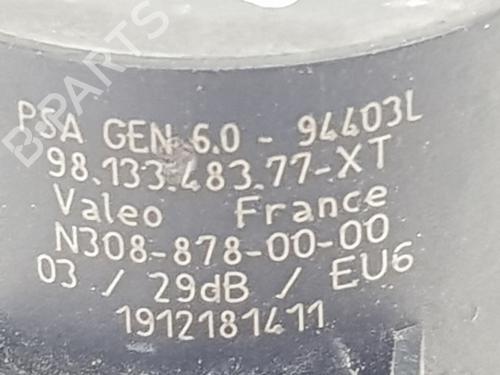 PSA GEN 6.0 - 94403L
98.133.483.77-XT
Valeo France
N308-878-00-00
03 / 29dB / EU6
1912181411
B-PARTS